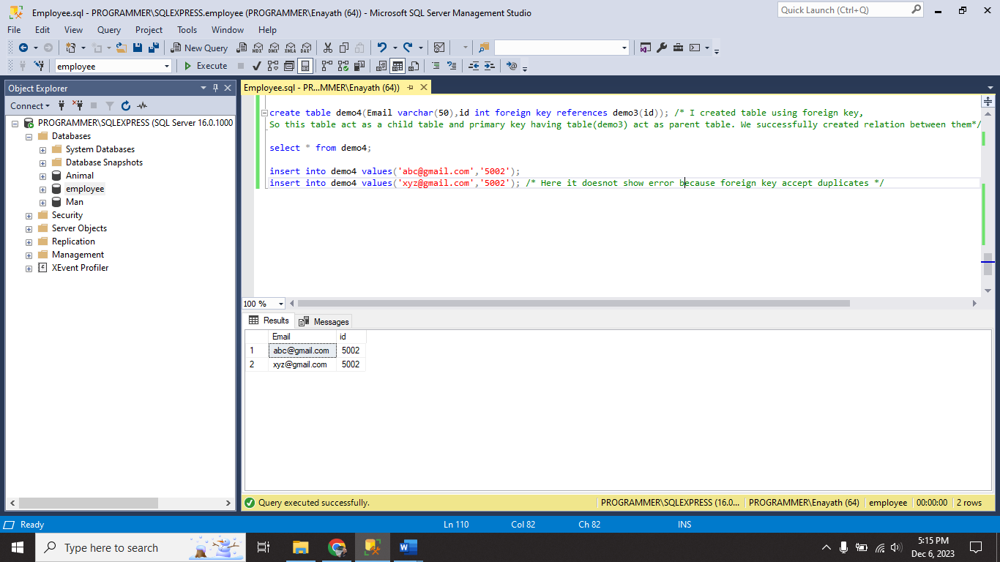 Employee.sql - PROGRAMMER\SQLEXPRESS.employee (PROGRAMMER\Enayath (64)) - Microsoft SQL Server Management Studio
Quick Launch (Ctrl+Q)
File Edit View Query Project Tools Window Help
New Query MDX DMX XMLA DAX
employee Execute
Object Explorer
Connect
PROGRAMMER\SQLEXPRESS (SQL Server 16.0.1000
Databases
System Databases
Database Snapshots
Animal
employee
Man
Security
Server Objects
Replication
Management
XEvent Profiler
Employee.sql - PR...MMER\Enayath (64))
create table demo4(Email varchar(50),id int foreign key references demo3(id)); /* I created table using foreign key,
So this table act as a child table and primary key having table(demo3) act as parent table. We successfully created relation between them*/
select * from demo4;
insert into demo4 values('abc@gmail.com','5002');
insert into demo4 values('xyz@gmail.com','5002'); /* Here it doesnot show error because foreign key accept duplicates */
100 %
Results Messages
Email id
1 abc@gmail.com 5002
2 xyz@gmail.com 5002
Query executed successfully. PROGRAMMER\SQLEXPRESS (16.0... PROGRAMMER\Enayath (64) employee 00:00:00 2 rows
Ready Ln 110 Col 82 Ch 82 INS
Type here to search
5:15 PM
Dec 6, 2023